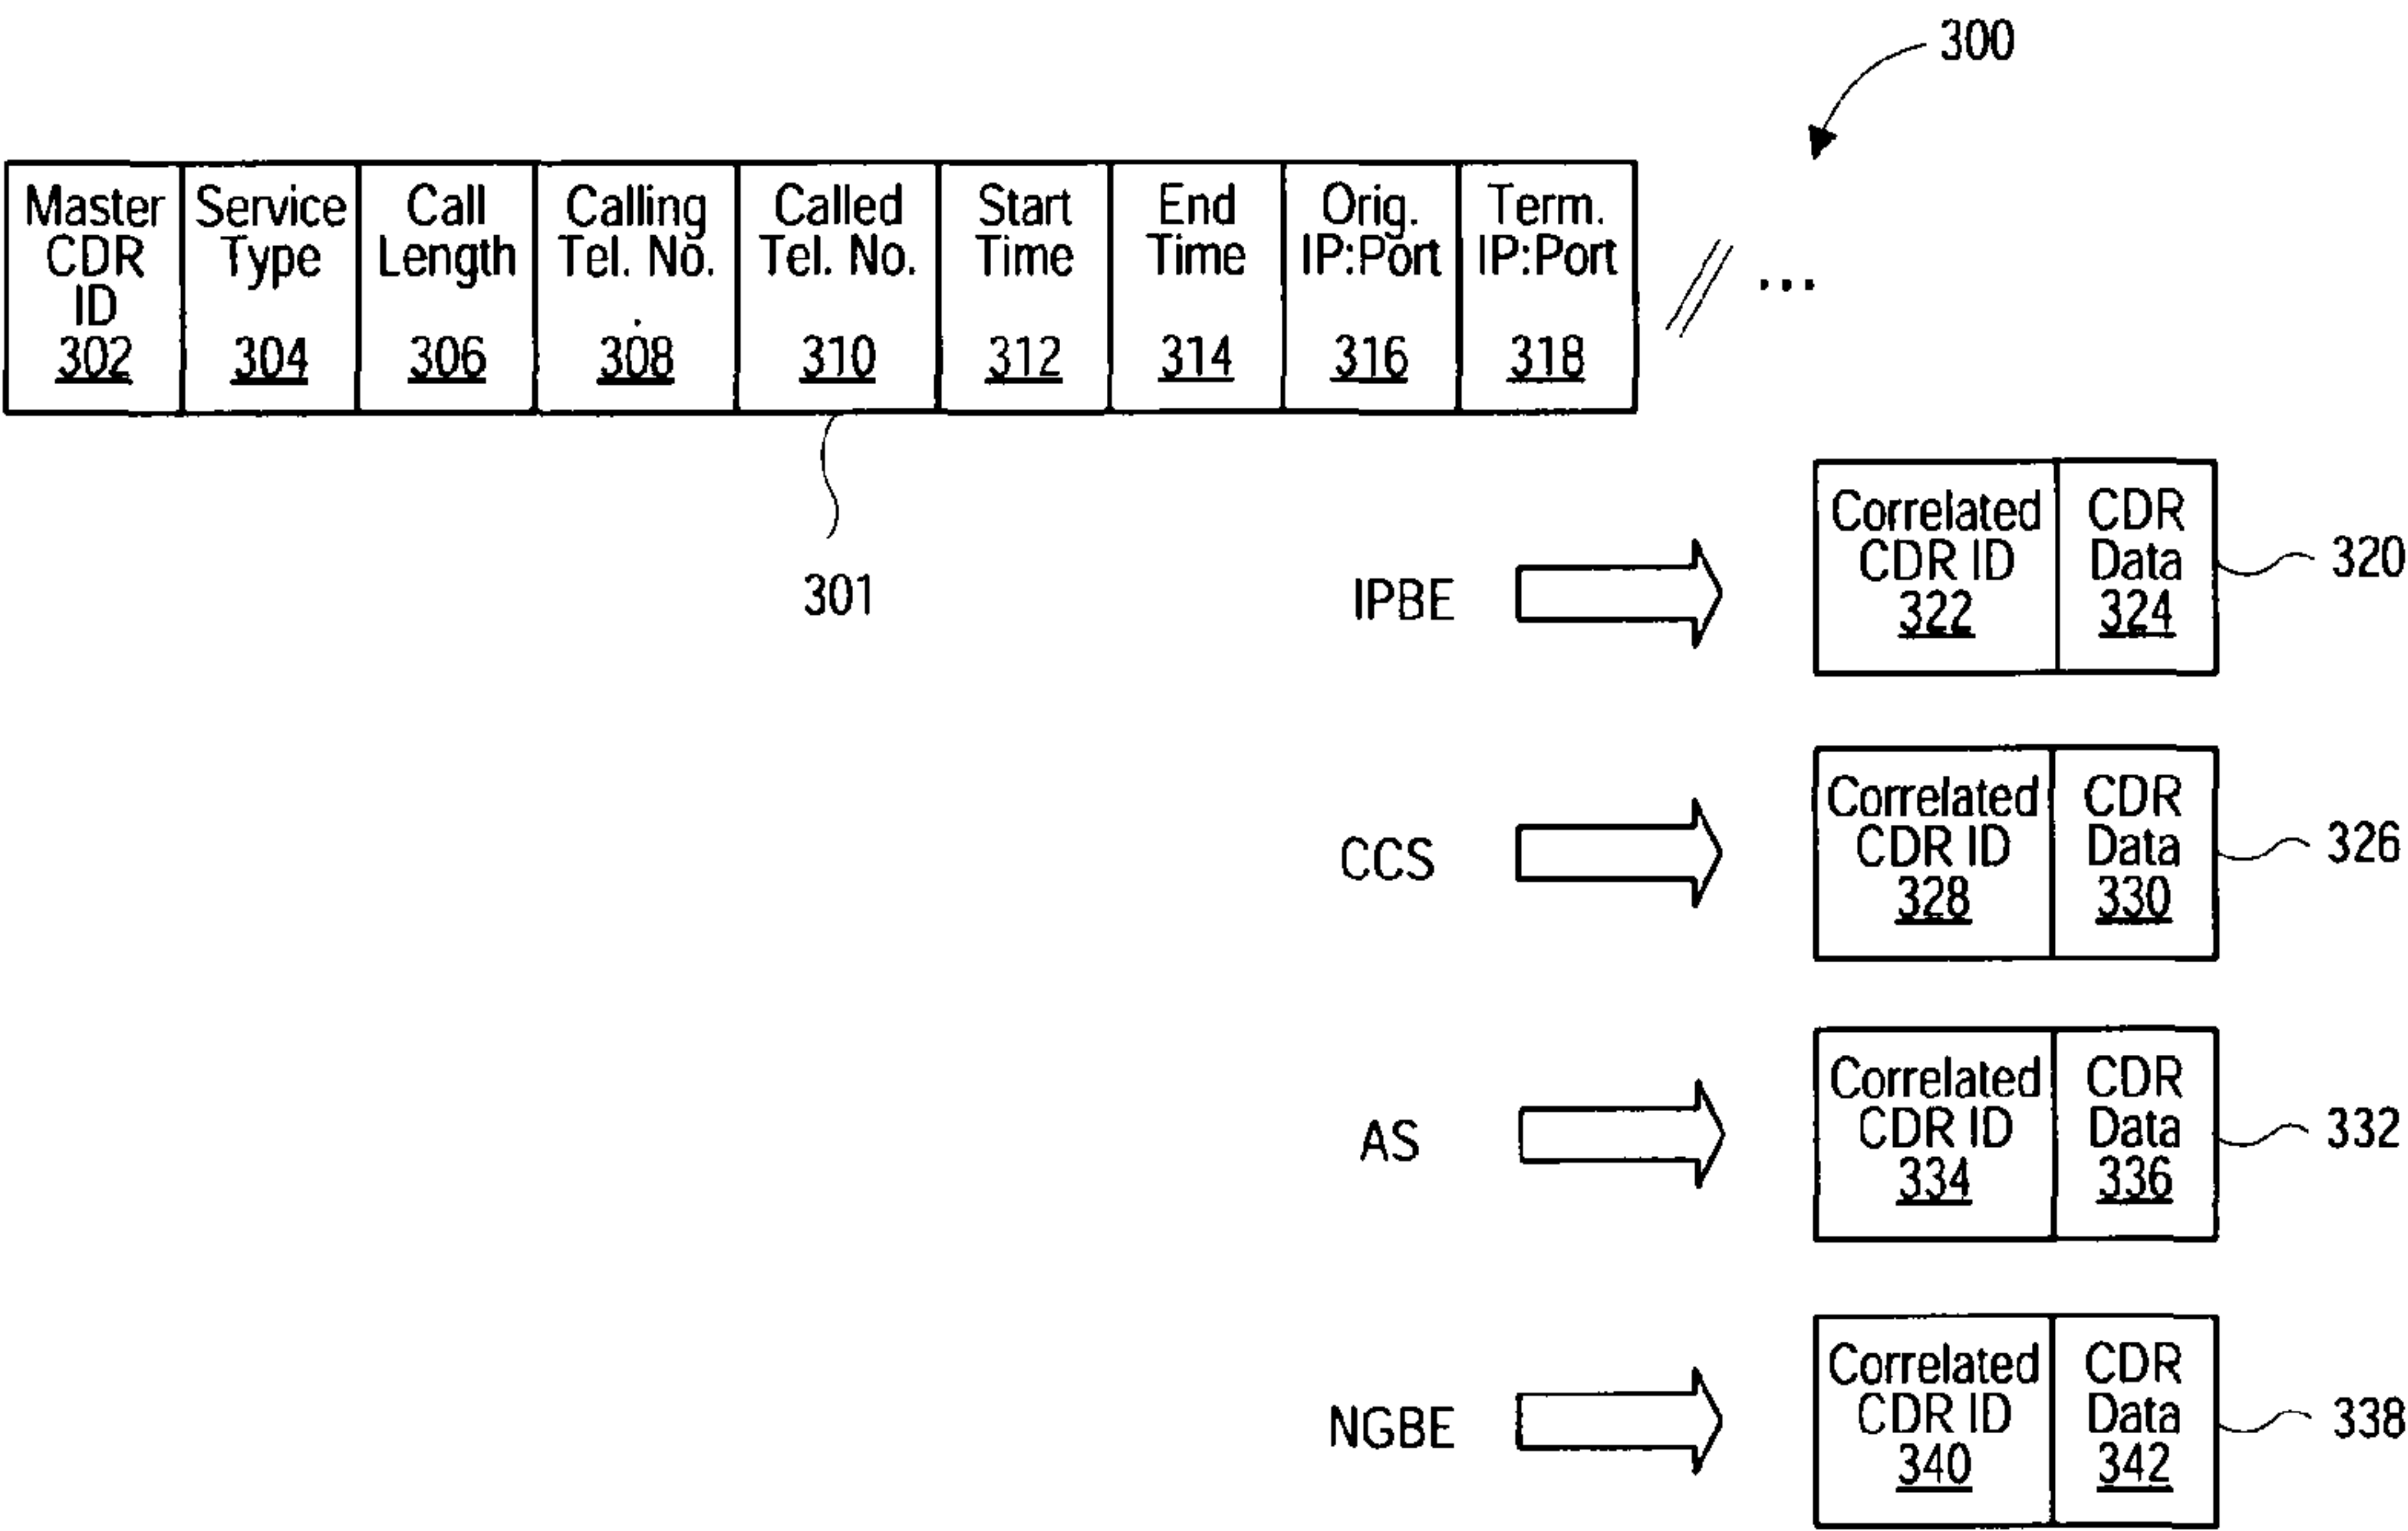 300
Master
CDR
ID
302
Service
Type
304
Call
Length
306
Calling
Tel. No.
308
Called
Tel. No.
310
Start
Time
312
End
Time
314
Orig.
IP:Port
316
Term.
IP:Port
318
...
301
IPBE
Correlated
CDR ID
322
CDR
Data
324
320
CCS
Correlated
CDR ID
328
CDR
Data
330
326
AS
Correlated
CDR ID
334
CDR
Data
336
332
NGBE
Correlated
CDR ID
340
CDR
Data
342
338